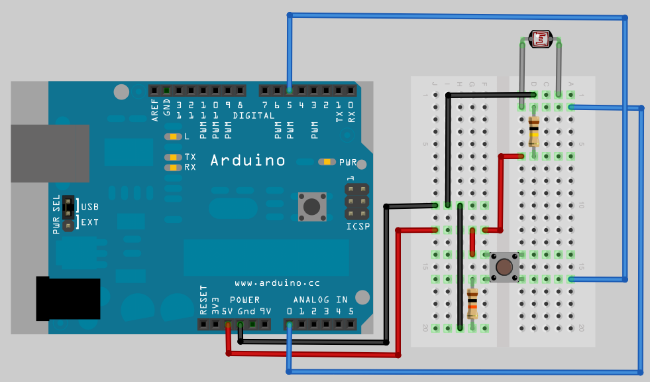 AREF
GND
13
12
11
10
9
8
7
6
5
4
3
2
1
0
PWM
PWM
PWM
PWM
PWM
PWM
TX
RX
DIGITAL
L
TX
RX
Arduino
PWR
1
ICSP
PWR SEL
USB
EXT
www.arduino.cc
POWER
ANALOG IN
RESET
3V3
5V
Gnd
9V
0
1
2
3
4
5